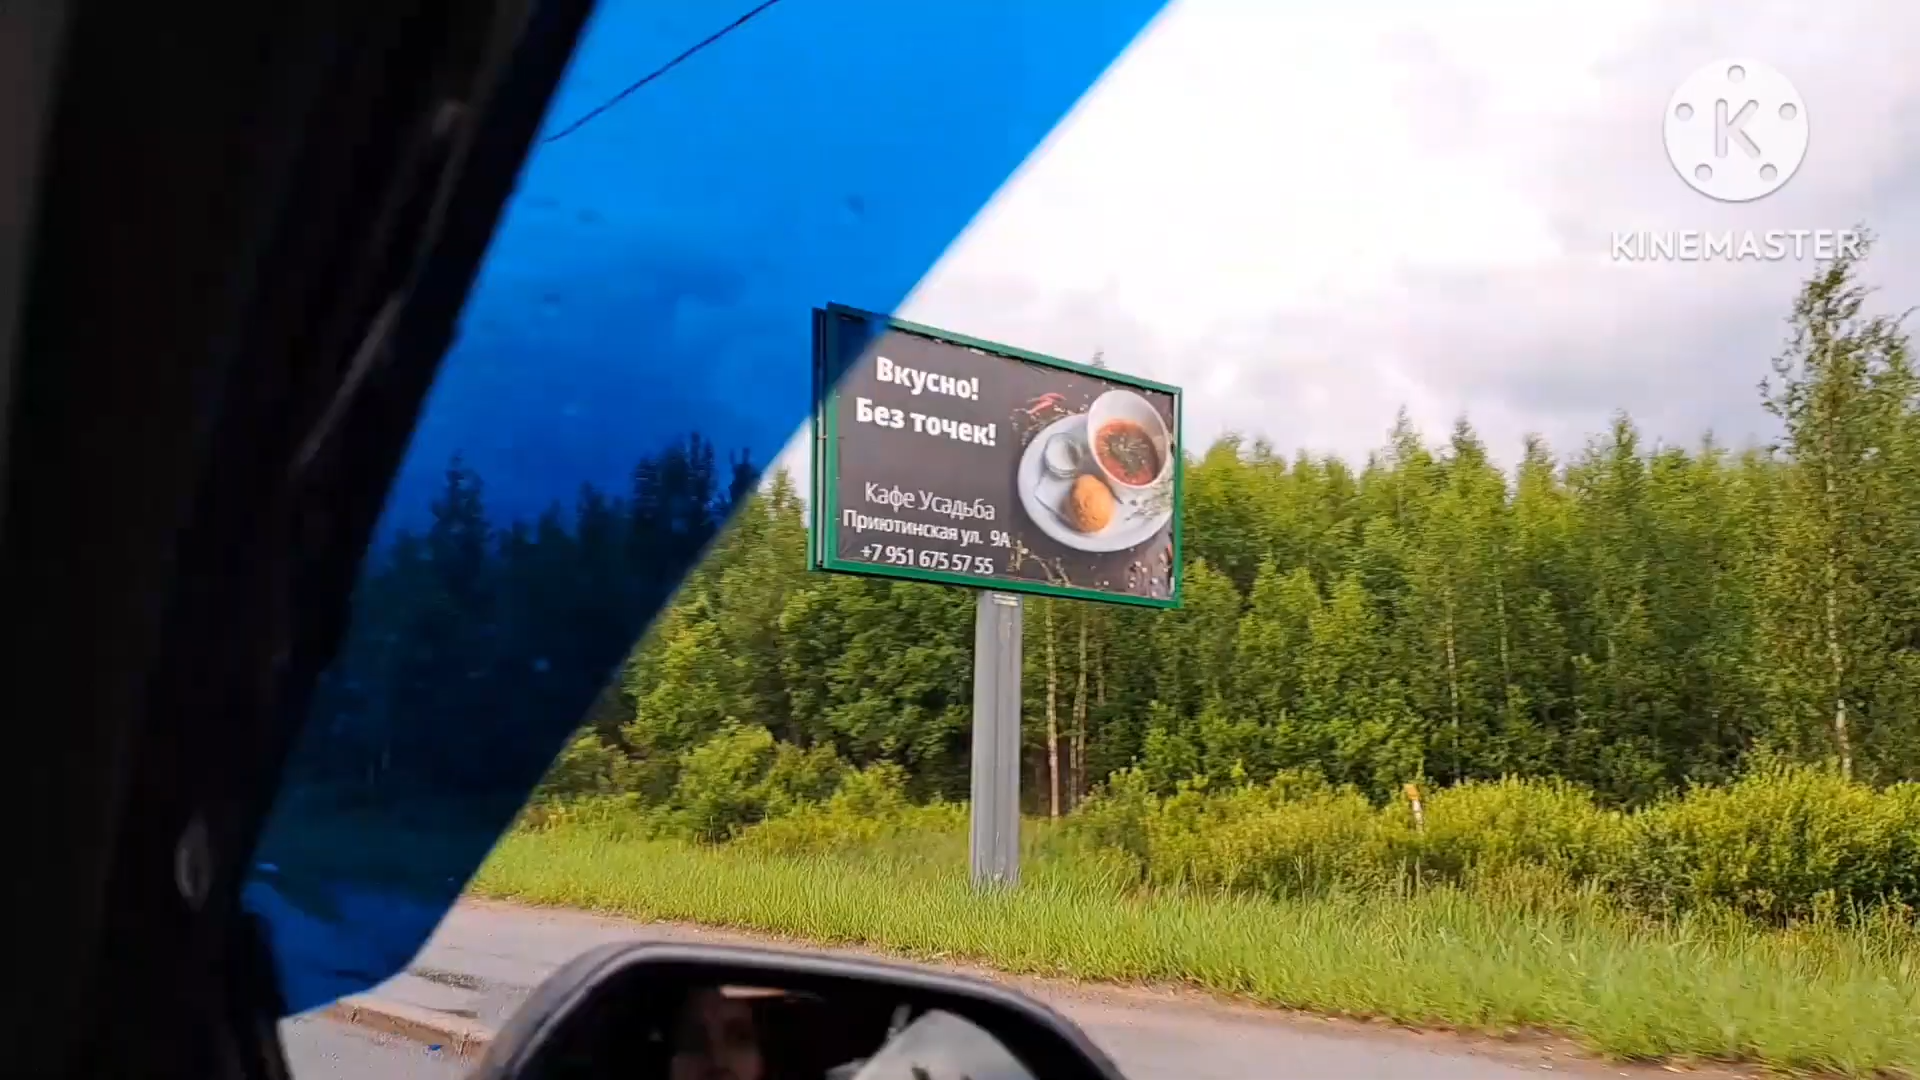 Вкусно!
Без точек!
Кафе Усадьба
Приютинская ул. 9А
+7 951 675 57 55
K
KINEMASTER